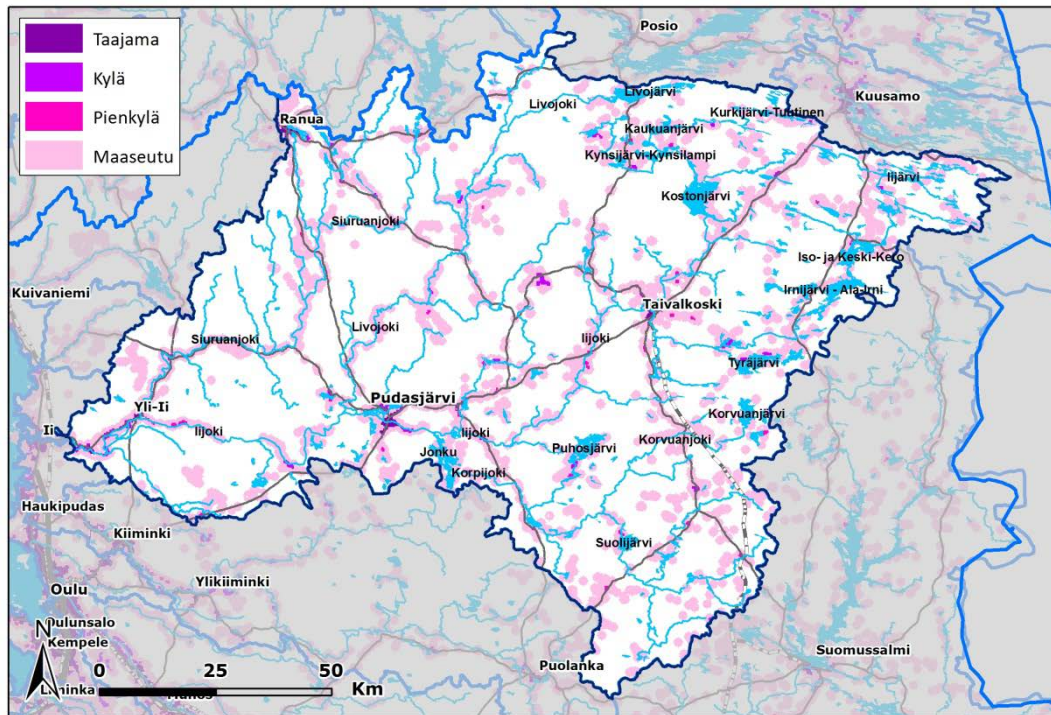 Taajama
Kylä
Pienkylä
Maaseutu
Posio
Kuusamo
Livojärvi
Livojoki
Kurkijärvi-Tuutinen
Ranua
Kaukuanjärvi
Kynsijärvi-Kynsilampi
Iijärvi
Kostonjärvi
Siuruanjoki
Iso- ja Keski-Kero
Kuivaniemi
Irnijärvi - Ala-Irni
Taivalkoski
Livojoki
Siuruanjoki
Iijoki
Tyräjärvi
Pudasjärvi
Yli-Ii
Korvuanjärvi
Ii
Iijoki
Iijoki
Korvuanjoki
Jonku
Puhosjärvi
Korpijoki
Haukipudas
Kiiminki
Suolijärvi
Ylikiiminki
Oulu
Oulunsalo
N
Kempele
Suomussalmi
0 25 50
Km
Puolanka
Liminka
Muhos